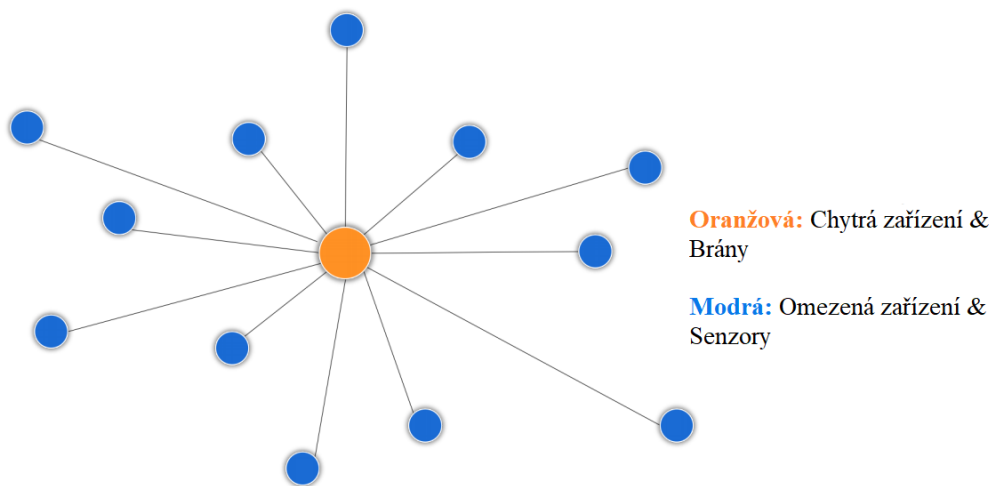 Oranžová: Chytrá zařízení &
Brány
Modrá: Omezená zařízení &
Senzory